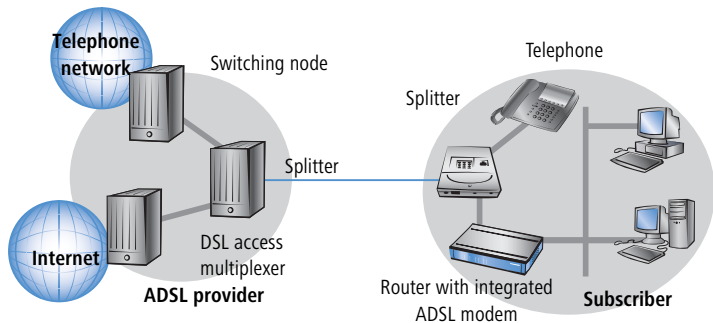 Telephone
network
Switching node
Telephone
Splitter
Splitter
DSL access
multiplexer
Internet
ADSL provider
Router with integrated
ADSL modem
Subscriber